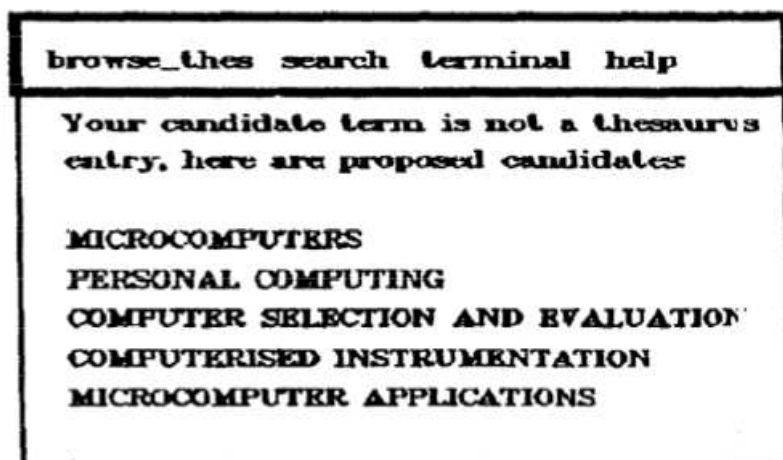 browse_thes search terminal help
Your candidate term is not a thesaurus
entry, here are proposed candidates
MICROCOMPUTERS
PERSONAL COMPUTING
COMPUTER SELECTION AND EVALUATION
COMPUTERISED INSTRUMENTATION
MICROCOMPUTER APPLICATIONS